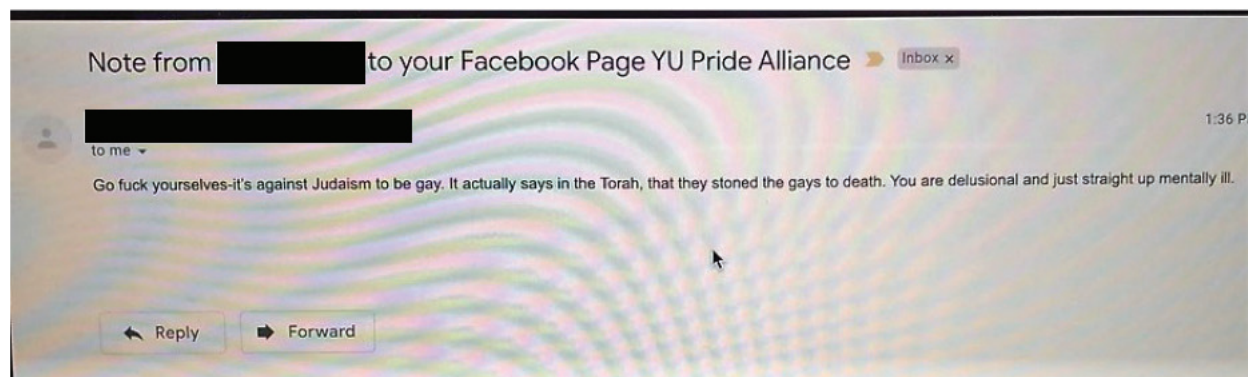 Note from to your Facebook Page YU Pride Alliance Inbox ×
1:36 P
to me
Go fuck yourselves-it's against Judaism to be gay. It actually says in the Torah, that they stoned the gays to death. You are delusional and just straight up mentally ill.
Reply Forward